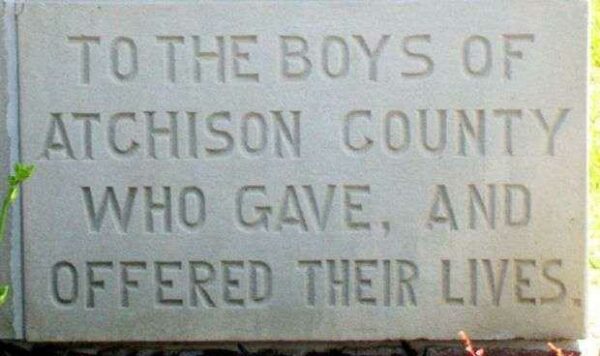 TO THE BOYS OF
ATCHISON COUNTY
WHO GAVE, AND
OFFERED THEIR LIVES.